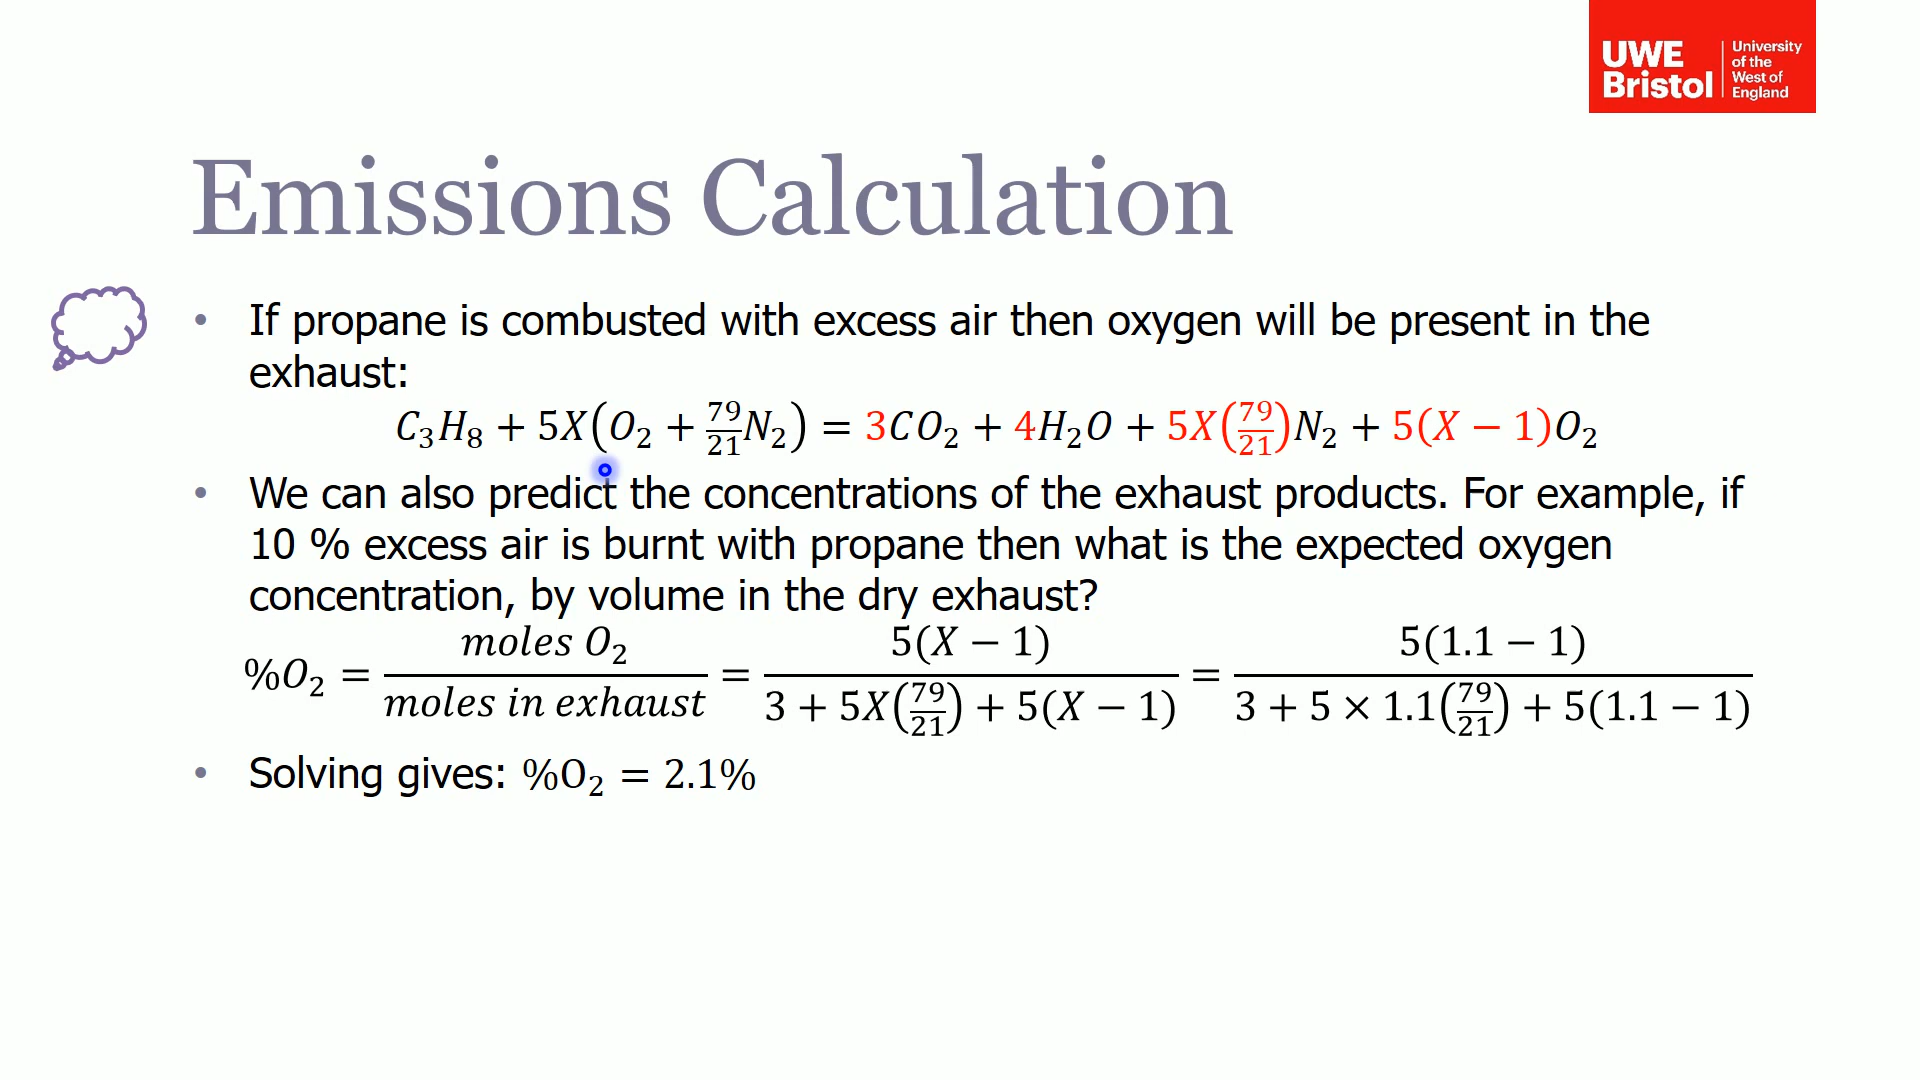 UWE Bristol | University of the West of England
Emissions Calculation
• If propane is combusted with excess air then oxygen will be present in the
exhaust:
C₃H₈ + 5X(O₂ + 79/21 N₂) = 3CO₂ + 4H₂O + 5X(79/21)N₂ + 5(X − 1)O₂
• We can also predict the concentrations of the exhaust products. For example, if
10 % excess air is burnt with propane then what is the expected oxygen
concentration, by volume in the dry exhaust?
%O₂ = moles O₂ / moles in exhaust = 5(X − 1) / 3 + 5X(79/21) + 5(X − 1) = 5(1.1 − 1) / 3 + 5 × 1.1(79/21) + 5(1.1 − 1)
• Solving gives: %O₂ = 2.1%